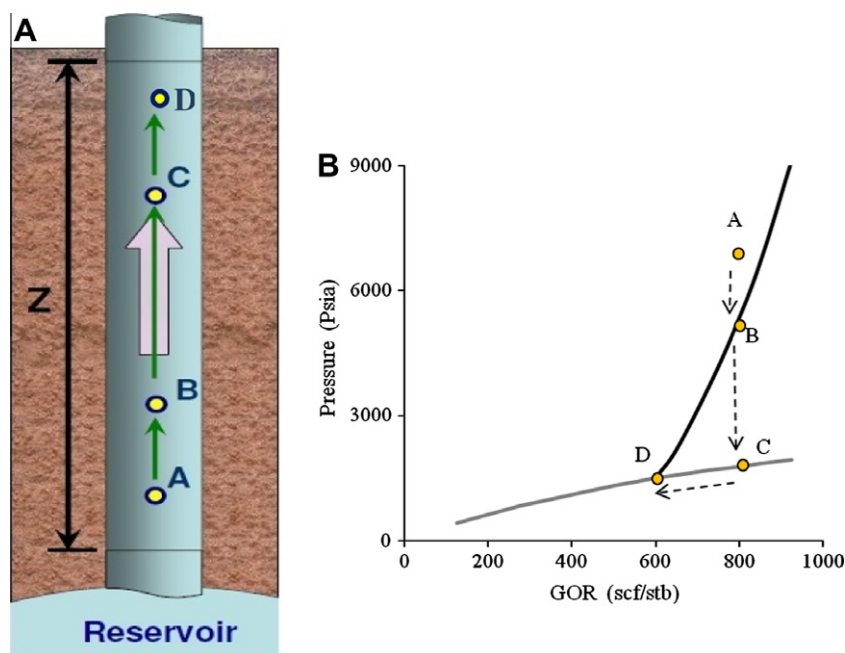 A
D
C
Z
B
A
Reservoir
B
9000
6000
3000
0
Pressure (Psia)
A
B
D
C
0 200 400 600 800 1000
GOR (scf/stb)